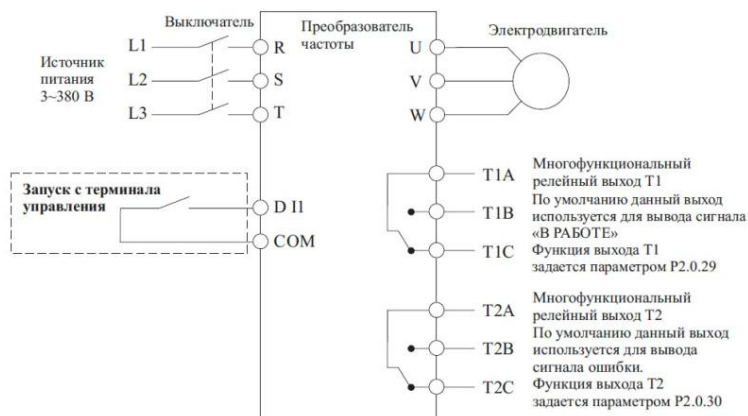 Выключатель
Преобразователь
частоты
Электродвигатель
L1
R
U
Источник
питания
3~380 В
L2
S
V
L3
T
W
Запуск с терминала
управления
D I1
COM
T1A
Многофункциональный
релейный выход T1
T1B
По умолчанию данный выход
используется для вывода сигнала
«В РАБОТЕ»
T1C
Функция выхода T1
задается параметром P2.0.29
T2A
Многофункциональный
релейный выход T2
T2B
По умолчанию данный выход
используется для вывода
сигнала ошибки.
T2C
Функция выхода T2
задается параметром P2.0.30